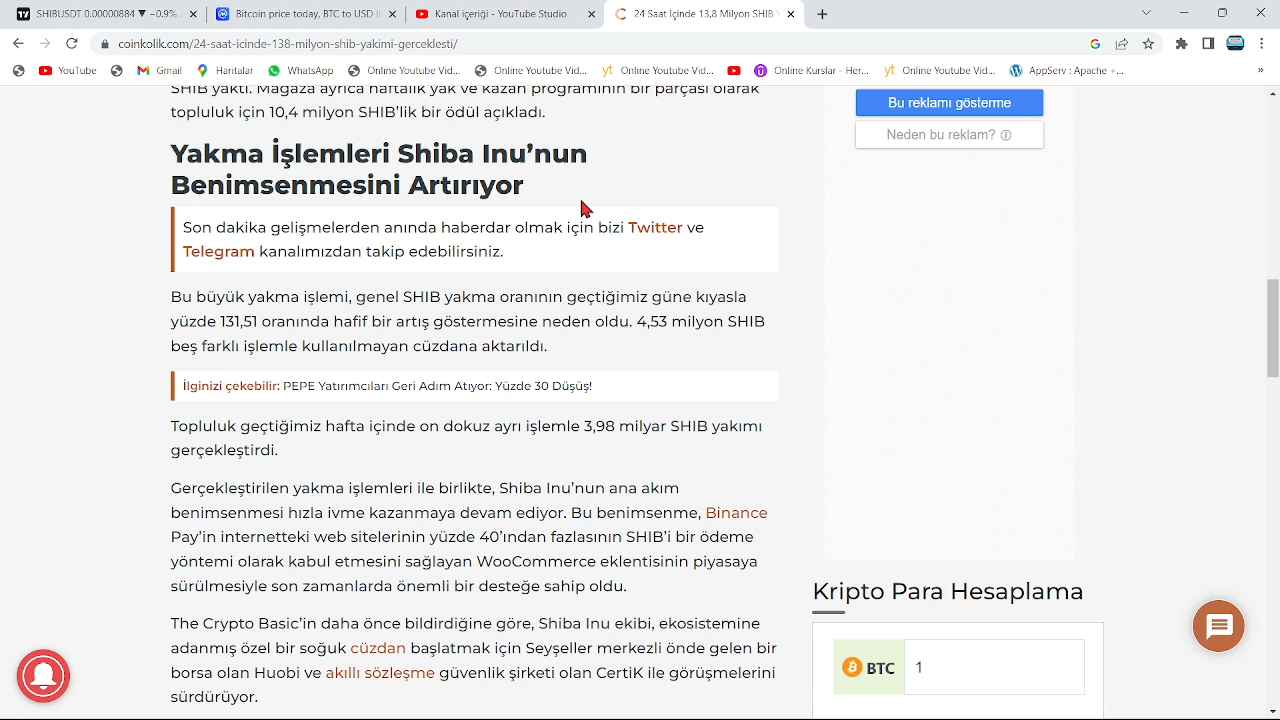 SHIBUSDT 0.00000884 ▼ −0.9%
Bitcoin price today, BTC to USD li
Kanal içeriği - YouTube Studio
24 Saat İçinde 13,8 Milyon SHIB
coinkolik.com/24-saat-icinde-138-milyon-shib-yakimi-gerceklesti/
YouTube
Gmail
Haritalar
WhatsApp
Online Youtube Vid...
Online Youtube Vid...
Online Youtube Vid...
Online Kurslar - Her...
Online Youtube Vid...
AppServ : Apache +...
»
SHIB yaktı. Mağaza ayrıca haftalık yak ve kazan programının bir parçası olarak
topluluk için 10,4 milyon SHIB'lik bir ödül açıkladı.
Yakma İşlemleri Shiba Inu’nun
Benimsenmesini Artırıyor
Son dakika gelişmelerden anında haberdar olmak için bizi Twitter ve
Telegram kanalımızdan takip edebilirsiniz.
Bu büyük yakma işlemi, genel SHIB yakma oranının geçtiğimiz güne kıyasla
yüzde 131,51 oranında hafif bir artış göstermesine neden oldu. 4,53 milyon SHIB
beş farklı işlemle kullanılmayan cüzdana aktarıldı.
İlginizi çekebilir: PEPE Yatırımcıları Geri Adım Atıyor: Yüzde 30 Düşüş!
Topluluk geçtiğimiz hafta içinde on dokuz ayrı işlemle 3,98 milyar SHIB yakımı
gerçekleştirdi.
Gerçekleştirilen yakma işlemleri ile birlikte, Shiba Inu’nun ana akım
benimsenmesi hızla ivme kazanmaya devam ediyor. Bu benimsenme, Binance
Pay’in internetteki web sitelerinin yüzde 40’ından fazlasının SHIB’i bir ödeme
yöntemi olarak kabul etmesini sağlayan WooCommerce eklentisinin piyasaya
sürülmesiyle son zamanlarda önemli bir desteğe sahip oldu.
The Crypto Basic’in daha önce bildirdiğine göre, Shiba Inu ekibi, ekosistemine
adanmış özel bir soğuk cüzdan başlatmak için Seyşeller merkezli önde gelen bir
borsa olan Huobi ve akıllı sözleşme güvenlik şirketi olan CertiK ile görüşmelerini
sürdürüyor.
Bu reklamı gösterme
Neden bu reklam?
Kripto Para Hesaplama
BTC
1